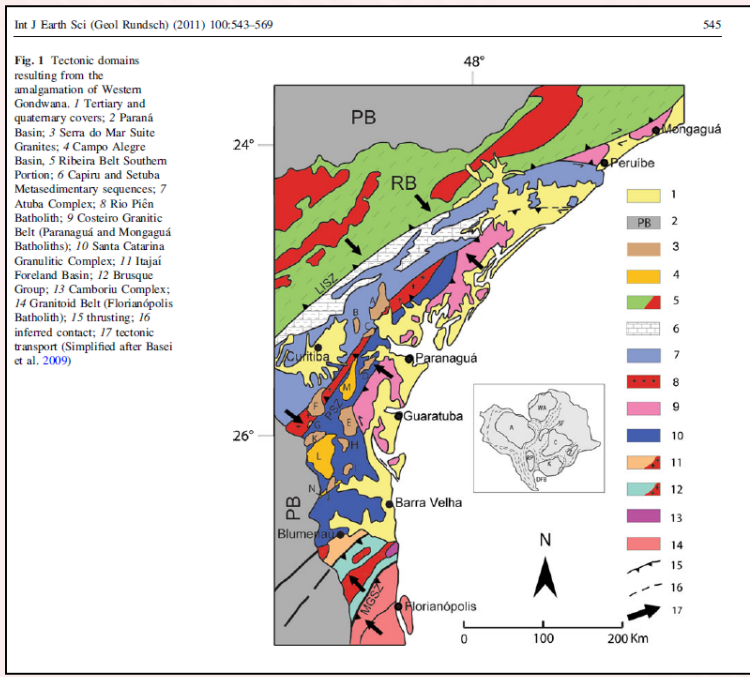 Int J Earth Sci (Geol Rundsch) (2011) 100:543–569
545
Fig. 1 Tectonic domains
resulting from the
amalgamation of Western
Gondwana. 1 Tertiary and
quaternary covers; 2 Paraná
Basin; 3 Serra do Mar Suite
Granites; 4 Campo Alegre
Basin, 5 Ribeira Belt Southern
Portion; 6 Capiru and Setuba
Metasedimentary sequences; 7
Atuba Complex; 8 Rio Piên
Batholith; 9 Costeiro Granitic
Belt (Paranaguá and Mongaguá
Batholiths); 10 Santa Catarina
Granulitic Complex; 11 Itajaí
Foreland Basin; 12 Brusque
Group; 13 Camboriu Complex;
14 Granitoid Belt (Florianópolis
Batholith); 15 thrusting; 16
inferred contact; 17 tectonic
transport (Simplified after Basei
et al. 2009)
48°
24°
26°
PB
Mongaguá
Peruíbe
RB
LISZ
A
B
C
Curitiba
Paranaguá
M
F
PSZ
Guaratuba
G
E
K
H
L
N
PB
Barra Velha
Blumenau
MGSZ
Florianópolis
1
PB 2
3
4
5
6
7
8
9
10
11
12
13
14
15
16
17
WA
A
SF
C
RP
K
DFB
N
0 100 200 Km